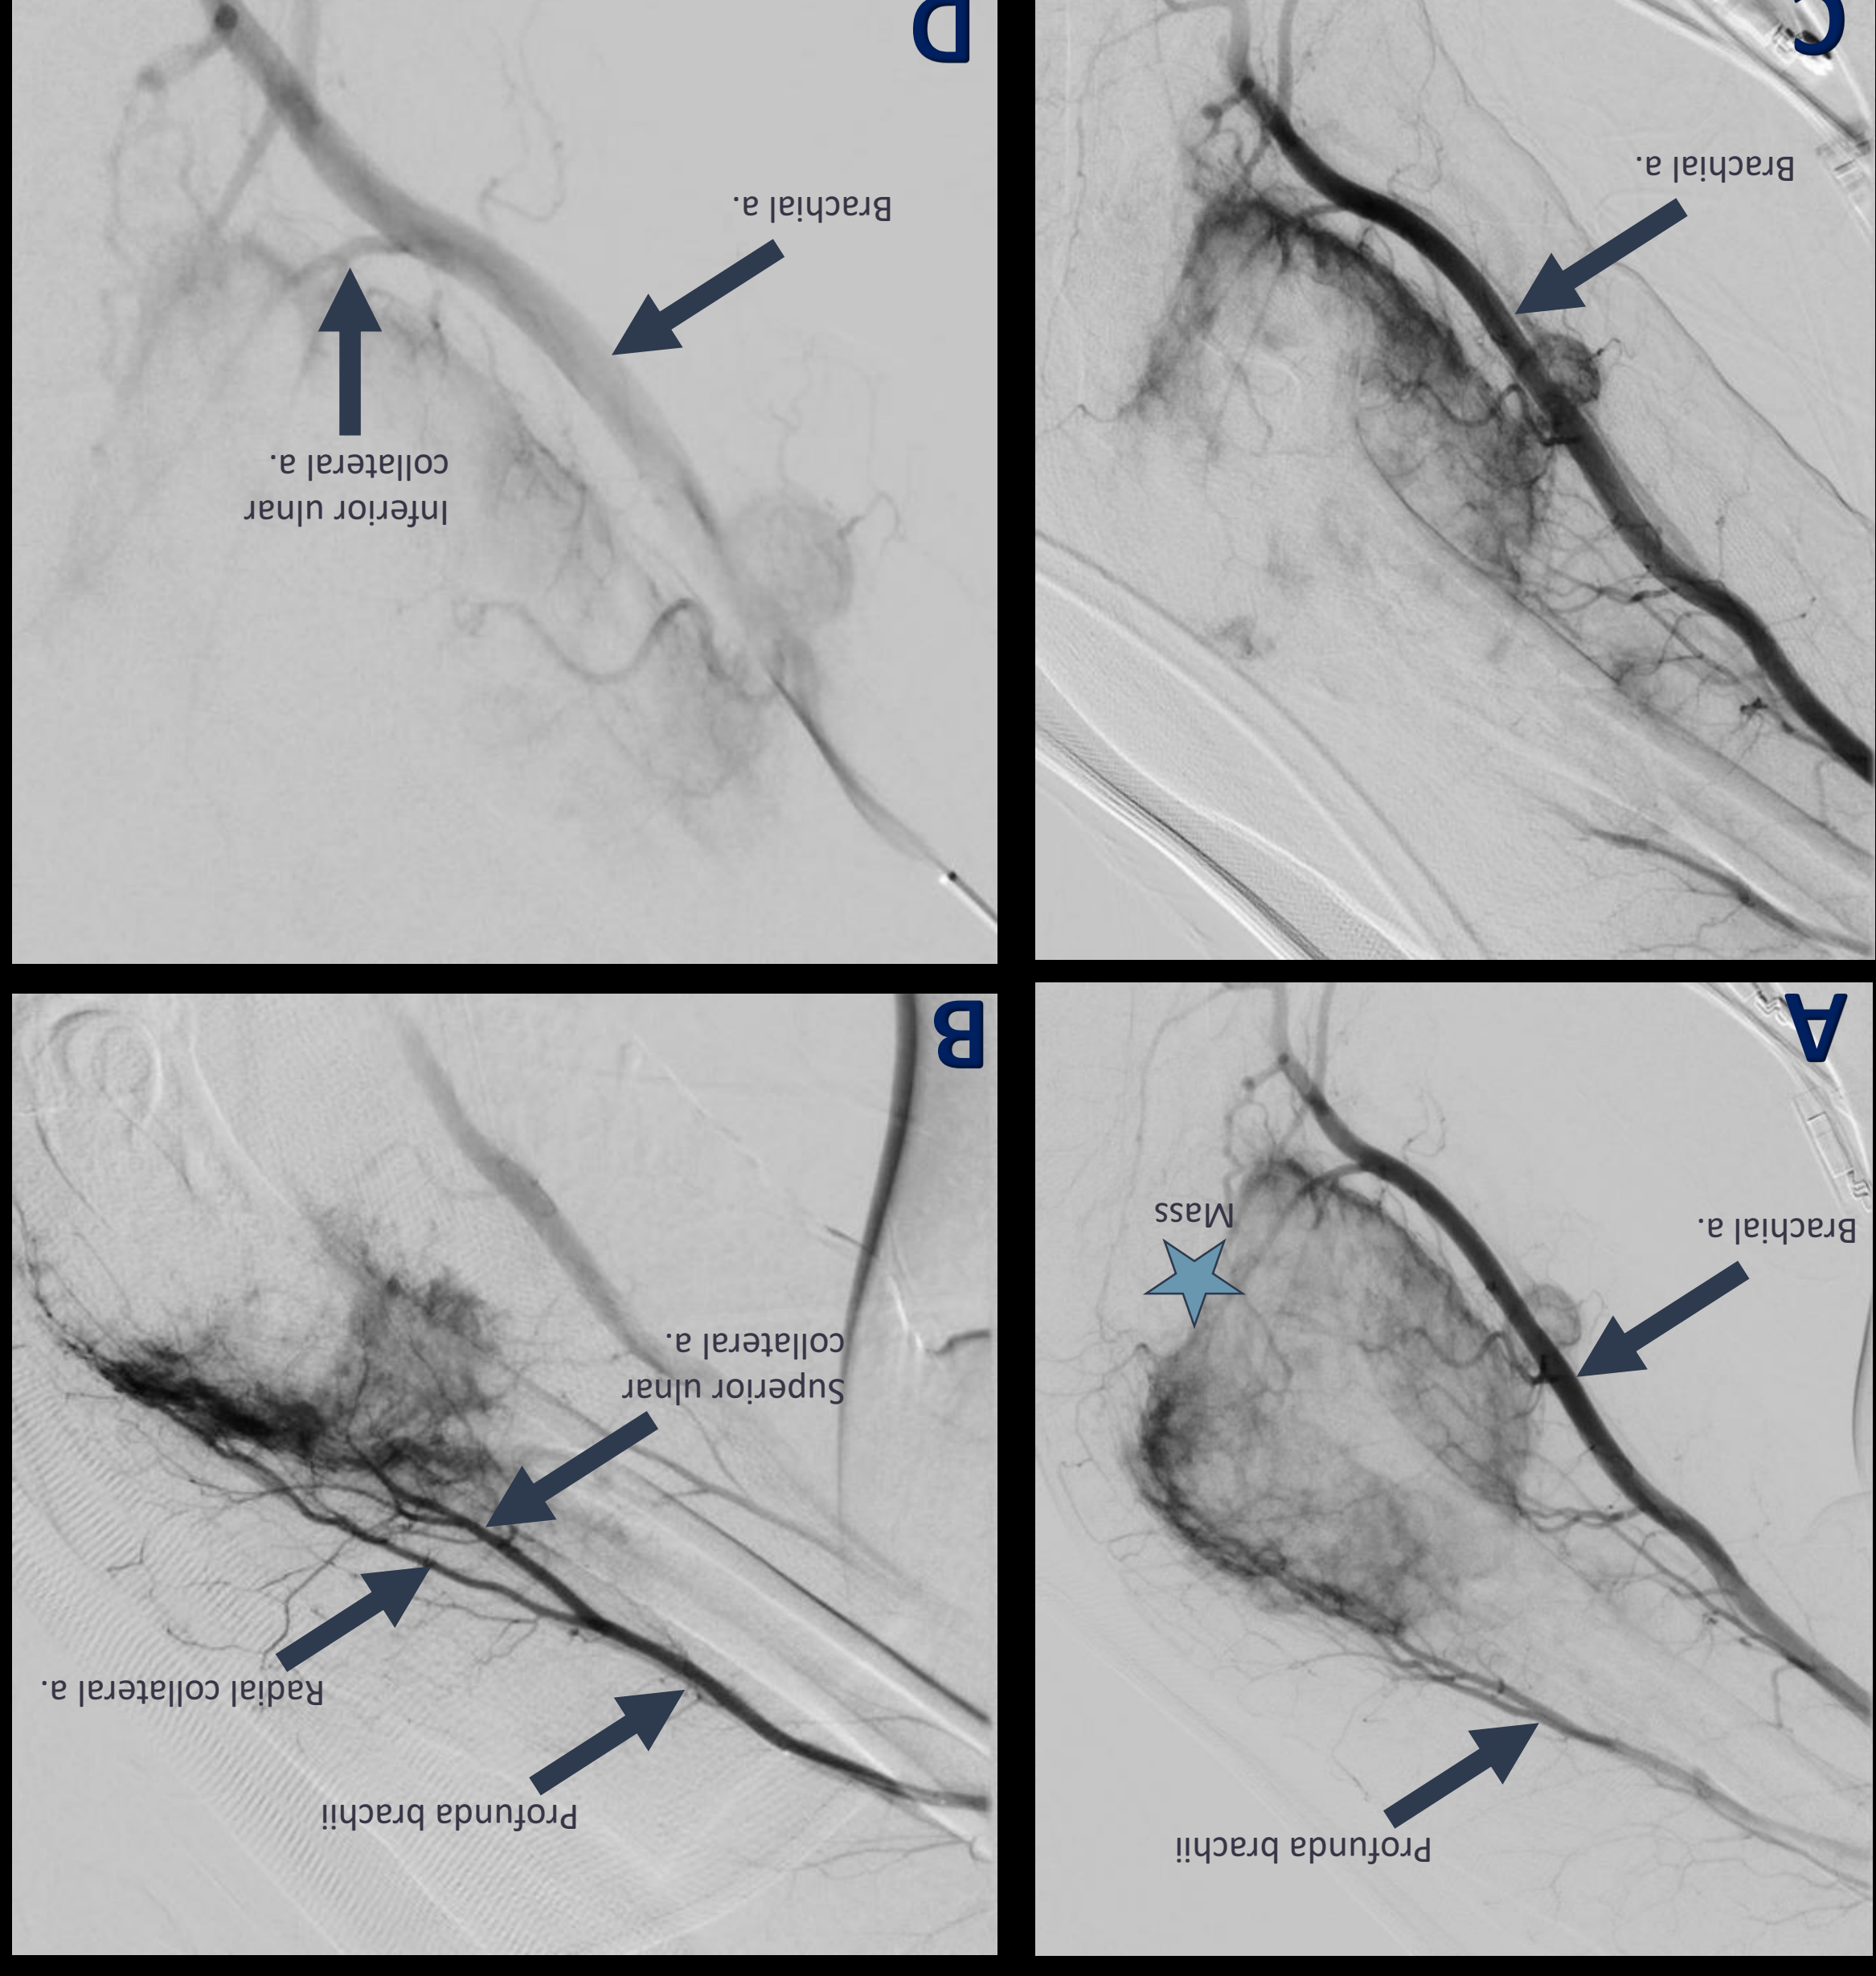 A
Profunda brachii
Brachial a.
Mass
B
Profunda brachii
Radial collateral a.
Superior ulnar
collateral a.
C
Brachial a.
D
Inferior ulnar
collateral a.
Brachial a.